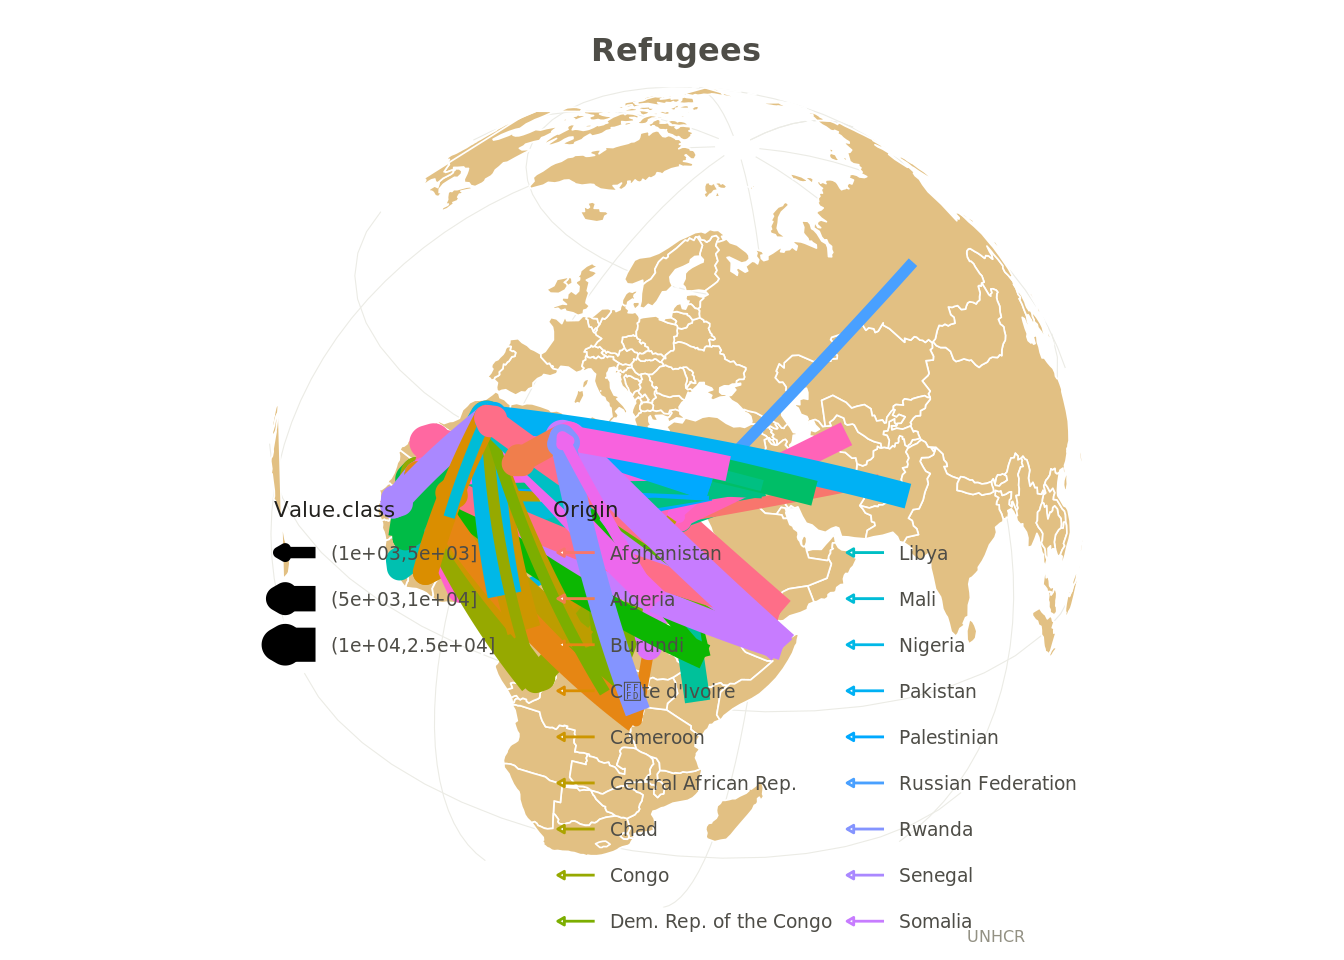 Refugees
Value.class
(1e+03,5e+03]
(5e+03,1e+04]
(1e+04,2.5e+04]
Origin
Afghanistan
Algeria
Burundi
C�te d'Ivoire
Cameroon
Central African Rep.
Chad
Congo
Dem. Rep. of the Congo
Libya
Mali
Nigeria
Pakistan
Palestinian
Russian Federation
Rwanda
Senegal
Somalia
UNHCR